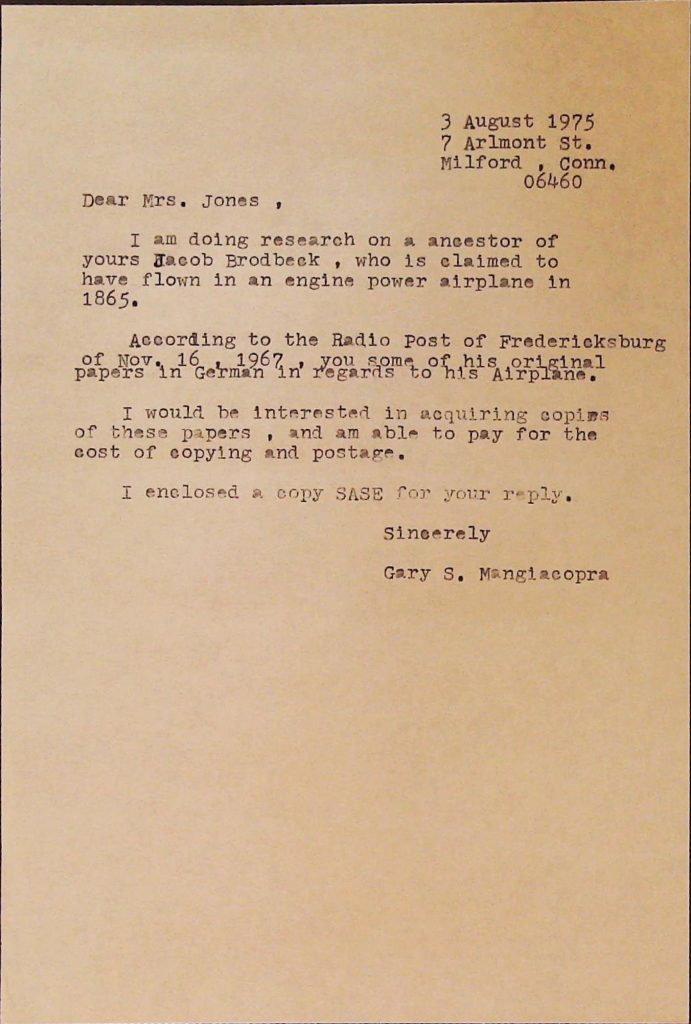 3 August 1975
7 Arlmont St.
Milford , Conn.
06460
Dear Mrs. Jones ,
I am doing research on a ancestor of
yours Jacob Brodbeck , who is claimed to
have flown in an engine power airplane in
1865.
According to the Radio Post of Fredericksburg
of Nov. 16 , 1967 , you some of his original
papers in German in regards to his Airplane.
I would be interested in acquiring copies
of these papers , and am able to pay for the
cost of copying and postage.
I enclosed a copy SASE for your reply.
Sincerely
Gary S. Mangiacopra